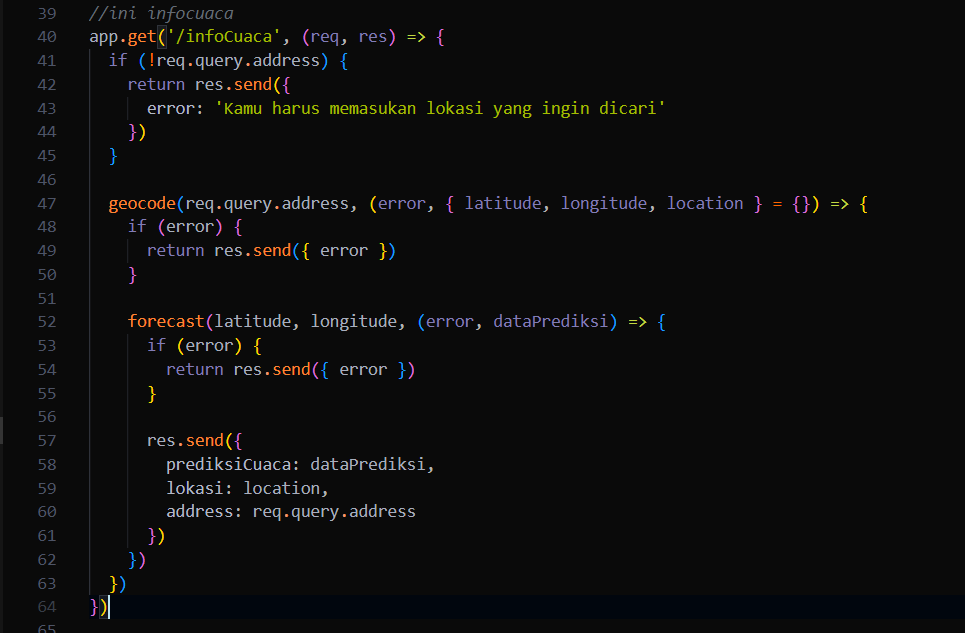 39 //ini infocuaca
40 app.get('/infoCuaca', (req, res) => {
41   if (!req.query.address) {
42     return res.send({
43       error: 'Kamu harus memasukan lokasi yang ingin dicari'
44     })
45   }
46
47   geocode(req.query.address, (error, { latitude, longitude, location } = {}) => {
48     if (error) {
49       return res.send({ error })
50     }
51
52     forecast(latitude, longitude, (error, dataPrediksi) => {
53       if (error) {
54         return res.send({ error })
55       }
56
57       res.send({
58         prediksiCuaca: dataPrediksi,
59         lokasi: location,
60         address: req.query.address
61       })
62     })
63   })
64 })
65